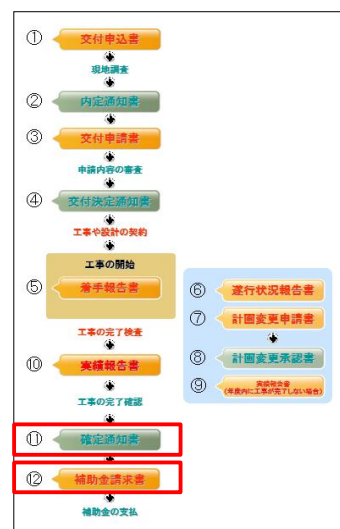 ① 交付申込書
現地調査
② 内定通知書
③ 交付申請書
申請内容の審査
④ 交付決定通知書
工事や設計の契約
工事の開始
⑤ 着手報告書
工事の完了検査
⑩ 実績報告書
工事の完了確認
⑪ 確定通知書
⑫ 補助金請求書
補助金の支払
⑥ 遂行状況報告書
⑦ 計画変更申請書
⑧ 計画変更承認書
⑨ 実績報告書
(年度内に工事が完了しない場合)